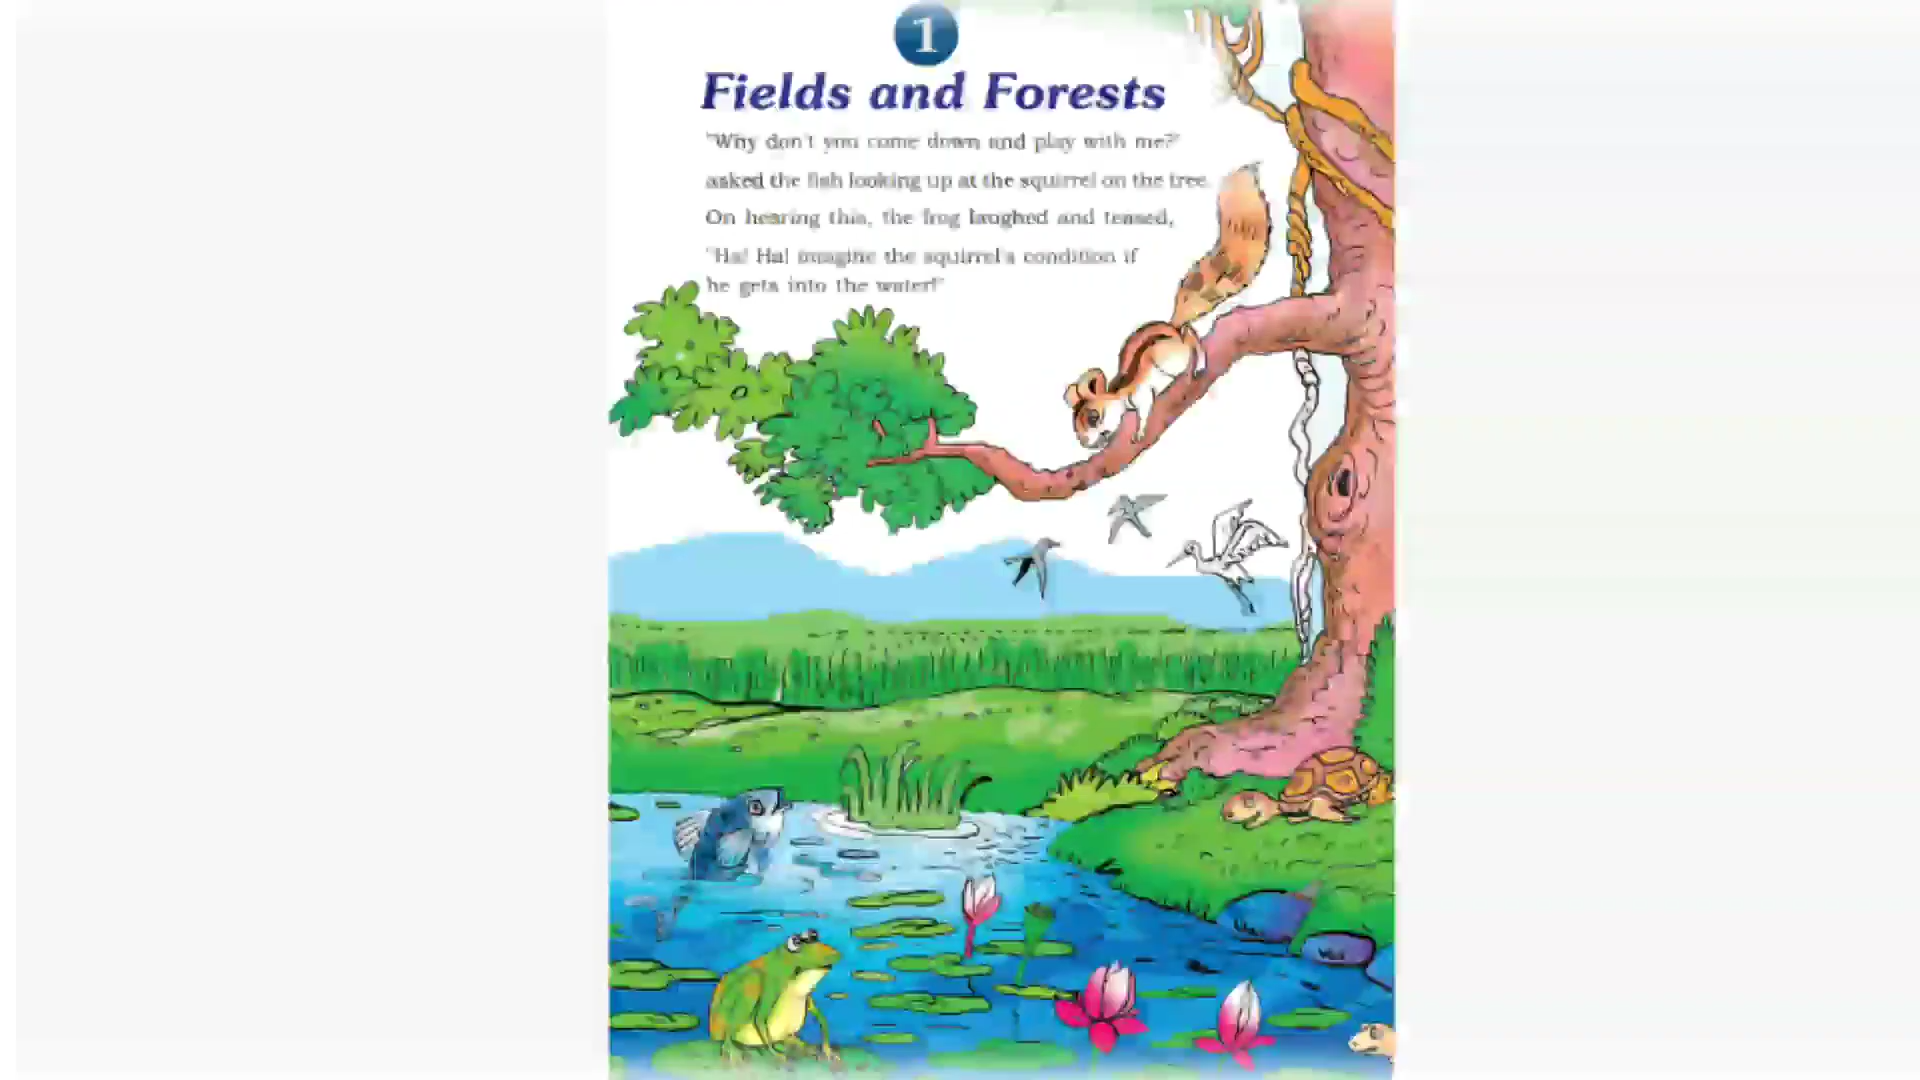 1
Fields and Forests
"Why don't you come down and play with me?"
asked the fish looking up at the squirrel on the tree.
On hearing this, the frog laughed and teased,
"Ha! Ha! imagine the squirrel's condition if
he gets into the water!"